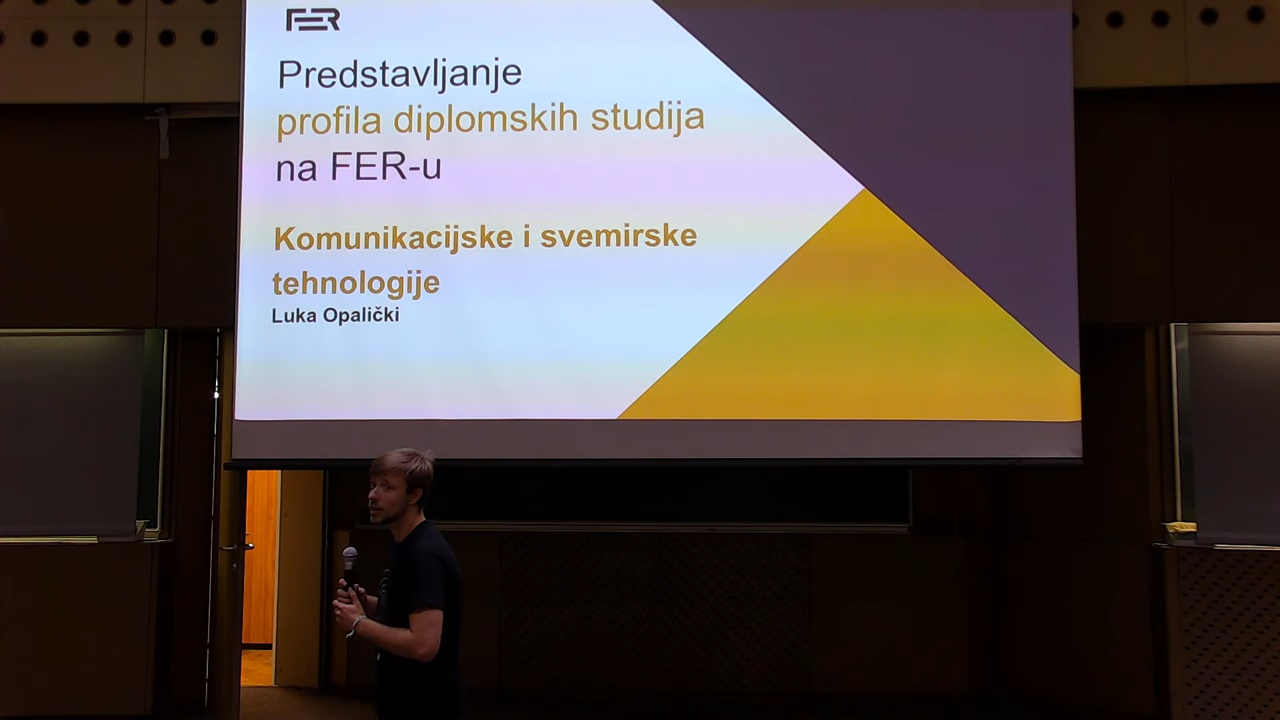 FER
Predstavljanje
profila diplomskih studija
na FER-u
Komunikacijske i svemirske
tehnologije
Luka Opalički